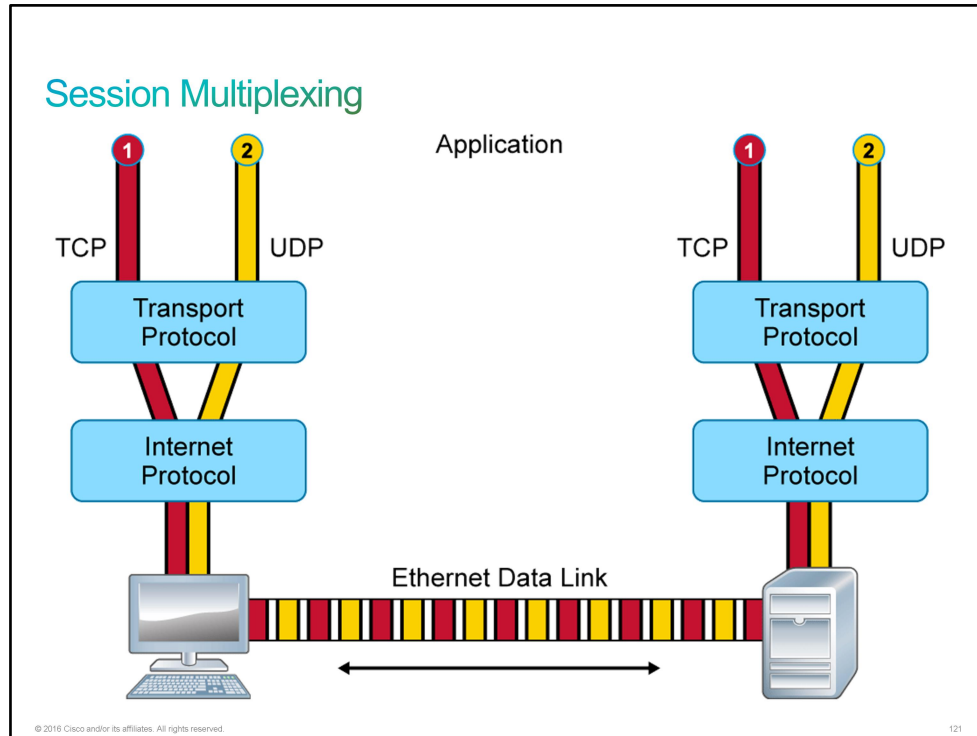 Session Multiplexing
1 2 Application 1 2
TCP UDP TCP UDP
Transport Protocol
Transport Protocol
Internet Protocol
Internet Protocol
Ethernet Data Link
© 2016 Cisco and/or its affiliates. All rights reserved.
121